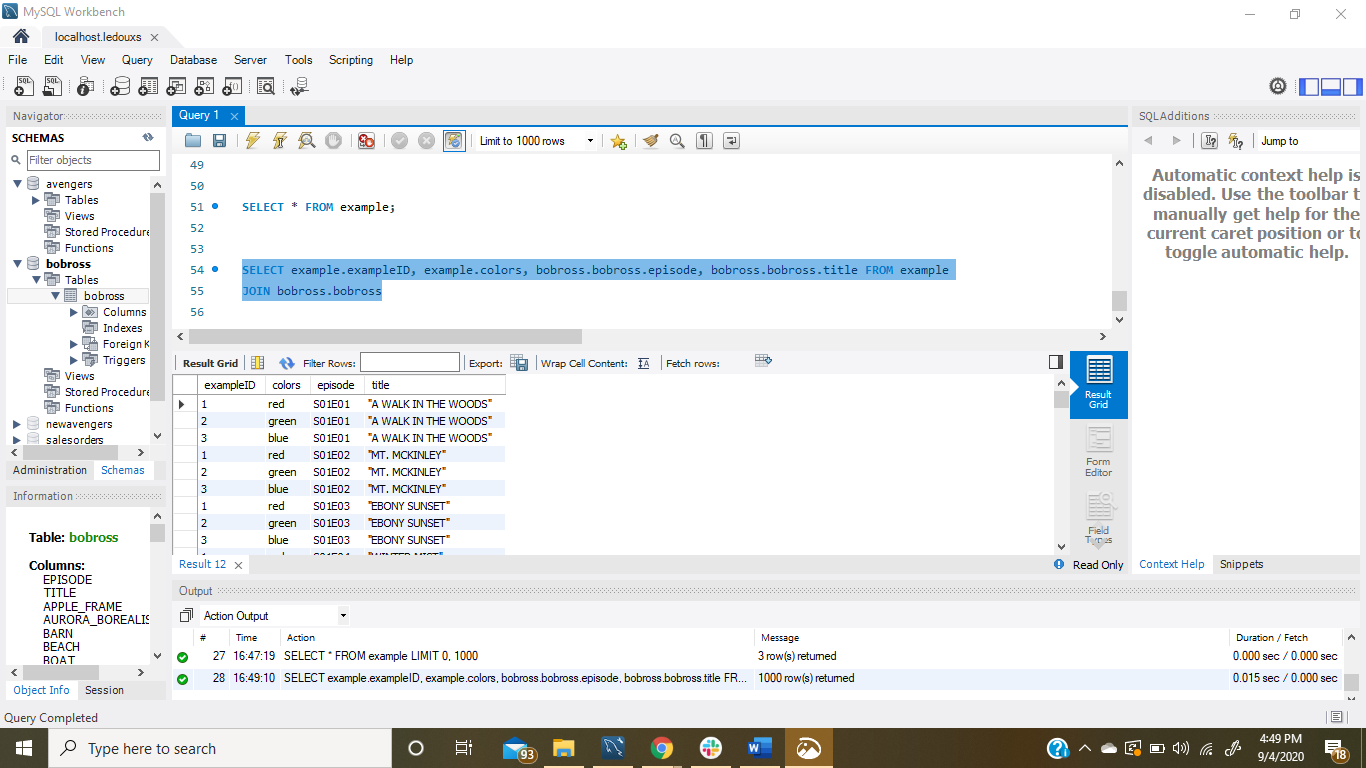 MySQL Workbench
localhost.ledouxs
File Edit View Query Database Server Tools Scripting Help
Navigator
SCHEMAS
Filter objects
avengers
Tables
Views
Stored Procedure
Functions
bobross
Tables
bobross
Columns
Indexes
Foreign K
Triggers
Views
Stored Procedure
Functions
newavengers
salesorders
Administration Schemas
Information
Table: bobross
Columns:
EPISODE
TITLE
APPLE_FRAME
AURORA_BOREALIS
BARN
BEACH
BOAT
Object Info Session
Query 1
Limit to 1000 rows
49
50
51 SELECT * FROM example;
52
53
54 SELECT example.exampleID, example.colors, bobross.bobross.episode, bobross.bobross.title FROM example
55 JOIN bobross.bobross
56
Result Grid Filter Rows: Export: Wrap Cell Content: Fetch rows:
exampleID colors episode title
1 red S01E01 "A WALK IN THE WOODS"
2 green S01E01 "A WALK IN THE WOODS"
3 blue S01E01 "A WALK IN THE WOODS"
1 red S01E02 "MT. MCKINLEY"
2 green S01E02 "MT. MCKINLEY"
3 blue S01E02 "MT. MCKINLEY"
1 red S01E03 "EBONY SUNSET"
2 green S01E03 "EBONY SUNSET"
3 blue S01E03 "EBONY SUNSET"
Result Grid
Form Editor
Field Types
Result 12
Read Only
SQLAdditions
Jump to
Automatic context help is
disabled. Use the toolbar t
manually get help for the
current caret position or to
toggle automatic help.
Context Help Snippets
Output
Action Output
# Time Action Message Duration / Fetch
27 16:47:19 SELECT * FROM example LIMIT 0, 1000 3 row(s) returned 0.000 sec / 0.000 sec
28 16:49:10 SELECT example.exampleID, example.colors, bobross.bobross.episode, bobross.bobross.title FR... 1000 row(s) returned 0.015 sec / 0.000 sec
Query Completed
Type here to search
93
4:49 PM
9/4/2020
18